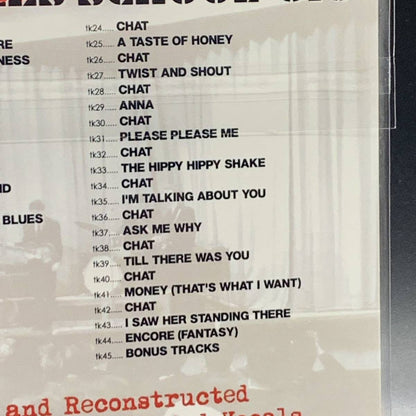 tk24..... CHAT
tk25..... A TASTE OF HONEY
tk26..... CHAT
tk27..... TWIST AND SHOUT
tk28..... CHAT
tk29..... ANNA
tk30..... CHAT
tk31..... PLEASE PLEASE ME
tk32..... CHAT
tk33..... THE HIPPY HIPPY SHAKE
tk34..... CHAT
tk35..... I'M TALKING ABOUT YOU
BLUES
tk36..... CHAT
tk37..... ASK ME WHY
tk38..... CHAT
tk39..... TILL THERE WAS YOU
tk40..... CHAT
tk41..... MONEY (THAT'S WHAT I WANT)
tk42..... CHAT
tk43..... I SAW HER STANDING THERE
tk44..... ENCORE (FANTASY)
tk45..... BONUS TRACKS
and Reconstructed
Vocals